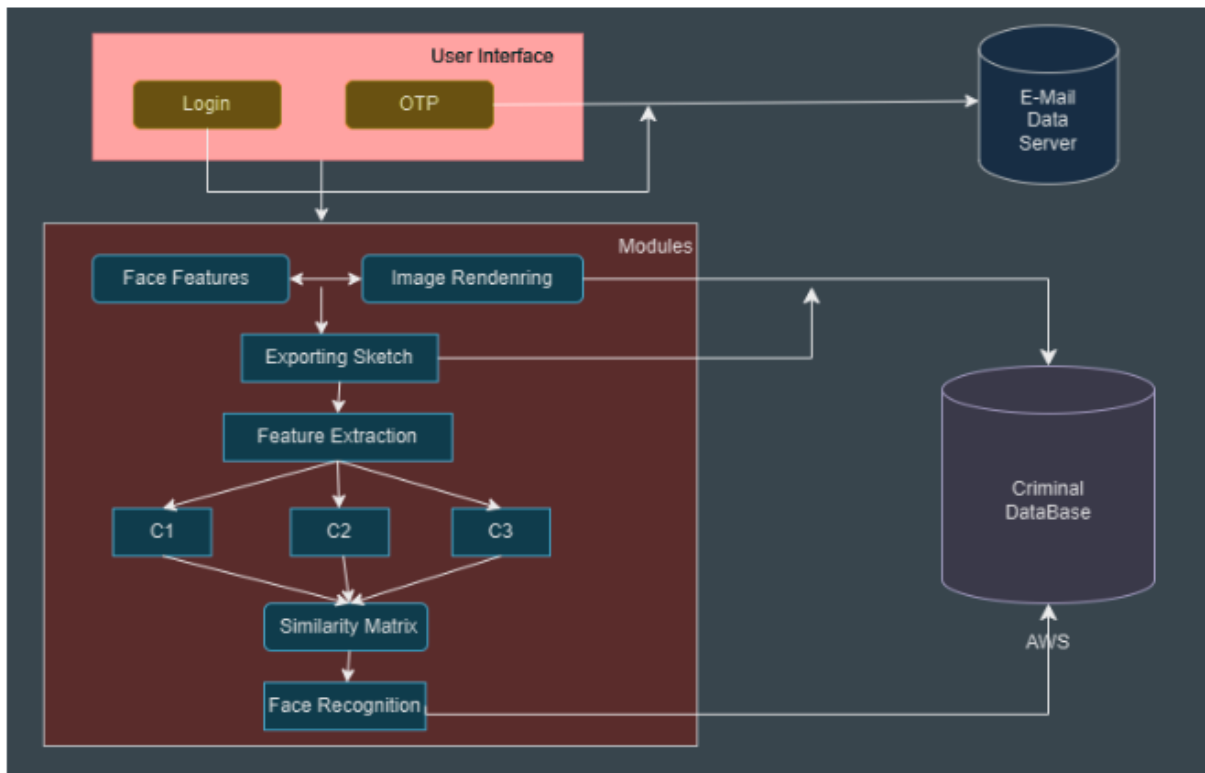 User Interface
Login
OTP
E-Mail
Data
Server
Modules
Face Features
Image Rendenring
Exporting Sketch
Feature Extraction
C1
C2
C3
Criminal
DataBase
Similarity Matrix
AWS
Face Recognition